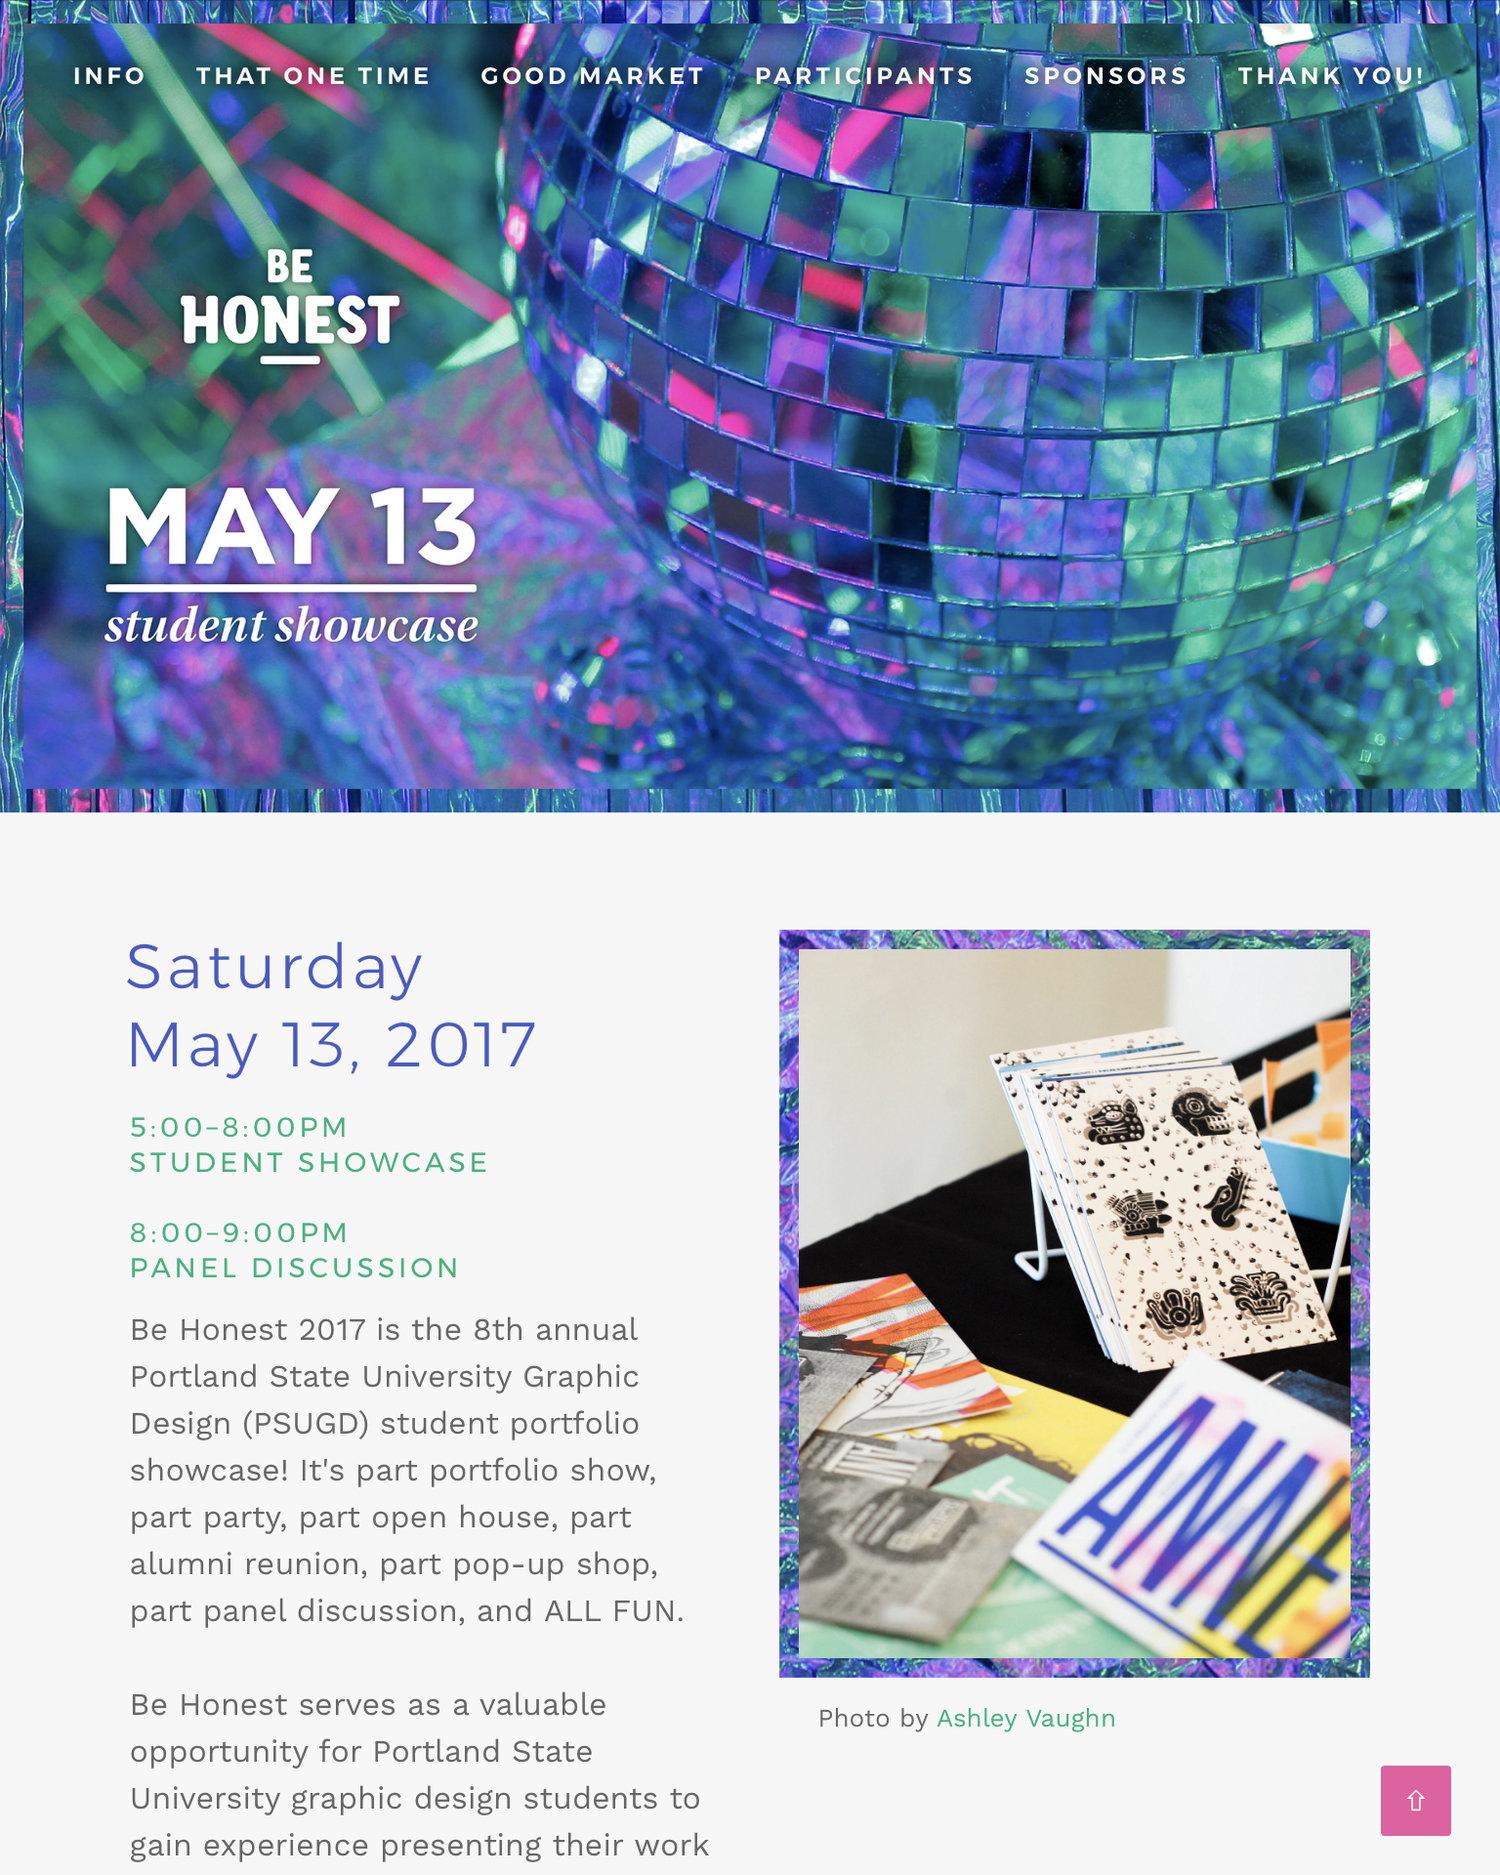 INFO THAT ONE TIME GOOD MARKET PARTICIPANTS SPONSORS THANK YOU!
BE
HONEST
MAY 13
student showcase
Saturday
May 13, 2017
5:00–8:00PM
STUDENT SHOWCASE
8:00–9:00PM
PANEL DISCUSSION
Be Honest 2017 is the 8th annual
Portland State University Graphic
Design (PSUGD) student portfolio
showcase! It's part portfolio show,
part party, part open house, part
alumni reunion, part pop-up shop,
part panel discussion, and ALL FUN.
Be Honest serves as a valuable
opportunity for Portland State
University graphic design students to
gain experience presenting their work
ANNE
Photo by Ashley Vaughn